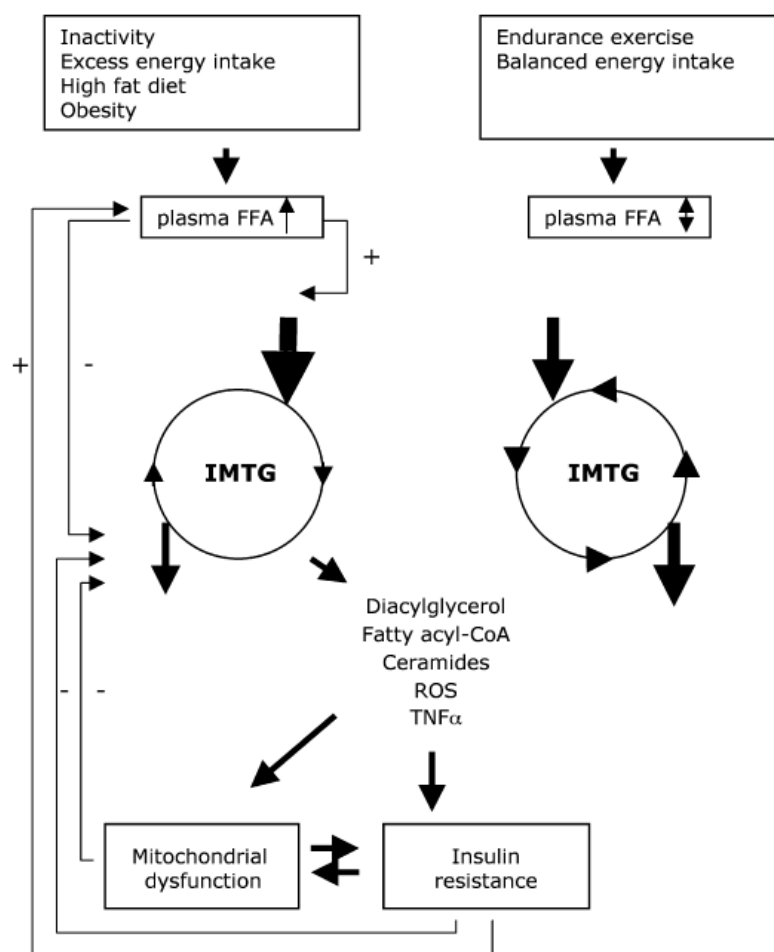 Inactivity
Excess energy intake
High fat diet
Obesity
Endurance exercise
Balanced energy intake
plasma FFA
plasma FFA
+
+
-
IMTG
IMTG
Diacylglycerol
Fatty acyl-CoA
Ceramides
ROS
TNFα
- -
Mitochondrial
dysfunction
Insulin
resistance